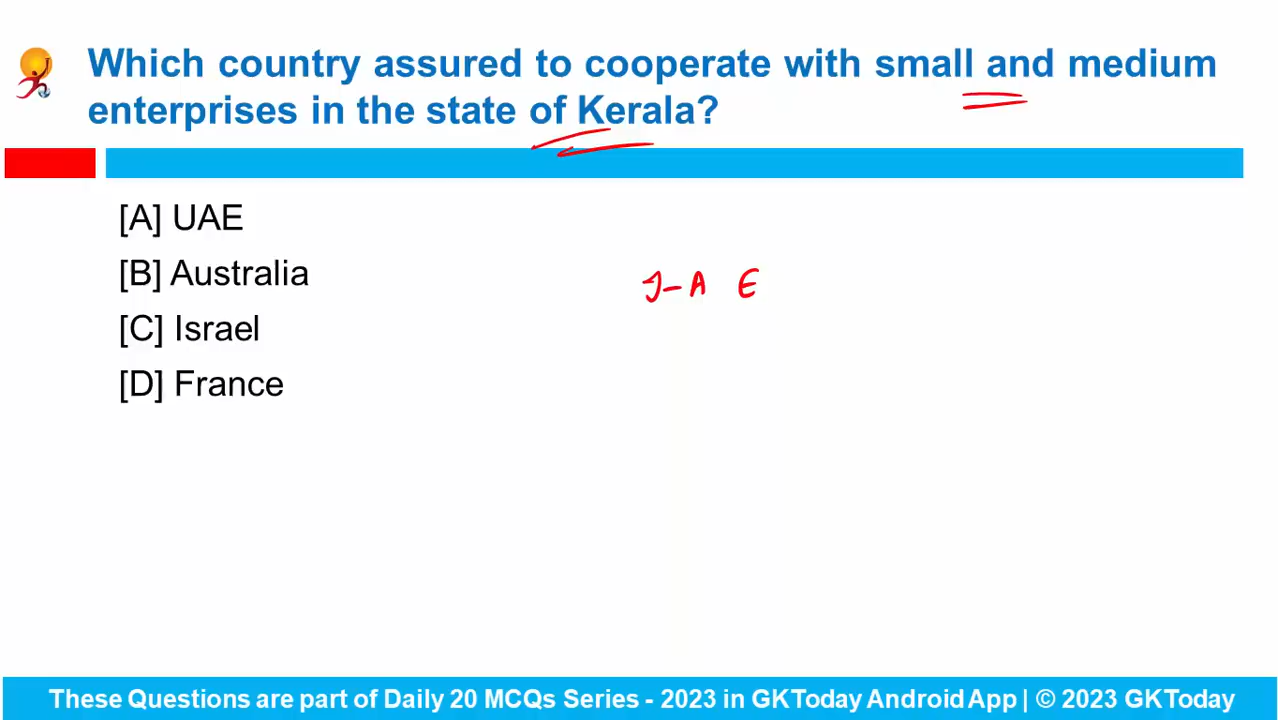 Which country assured to cooperate with small and medium
enterprises in the state of Kerala?
[A] UAE
[B] Australia
I-A E
[C] Israel
[D] France
These Questions are part of Daily 20 MCQs Series - 2023 in GKToday Android App | © 2023 GKToday